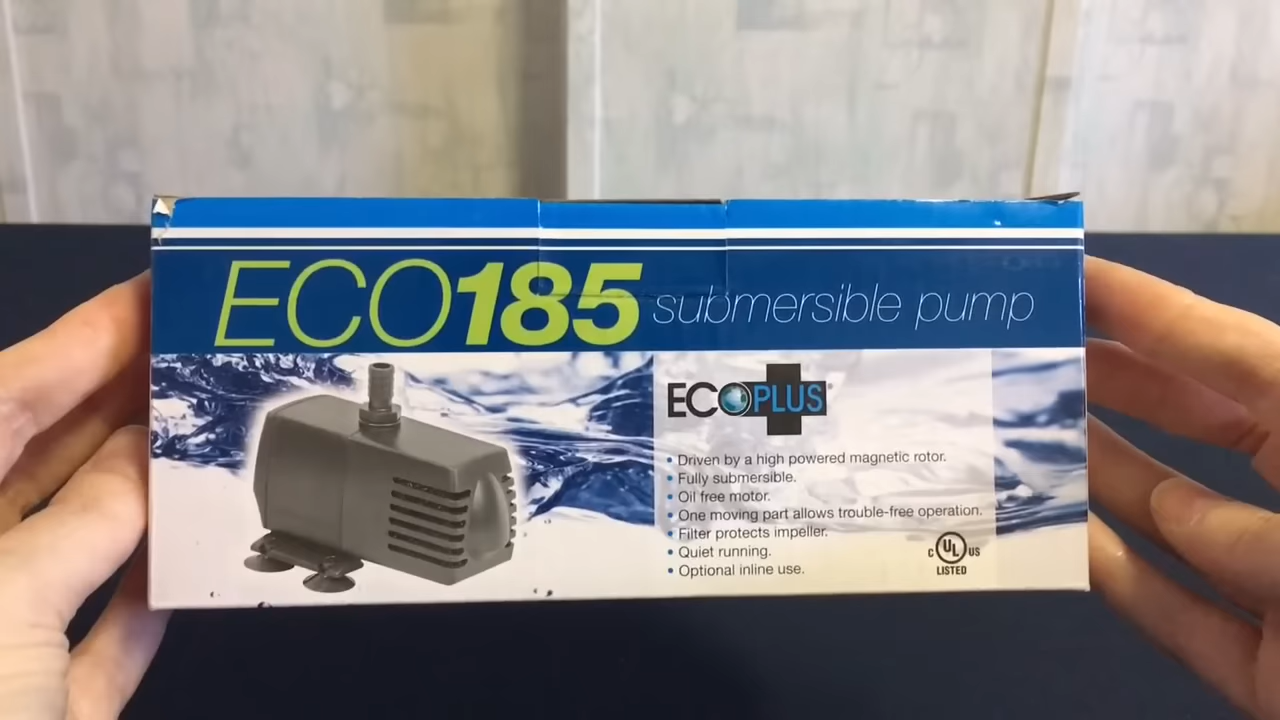 ECO185 submersible pump
ECOPLUS®
• Driven by a high powered magnetic rotor.
• Fully submersible.
• Oil free motor.
• One moving part allows trouble-free operation.
• Filter protects impeller.
• Quiet running.
• Optional inline use.
C UL US
LISTED